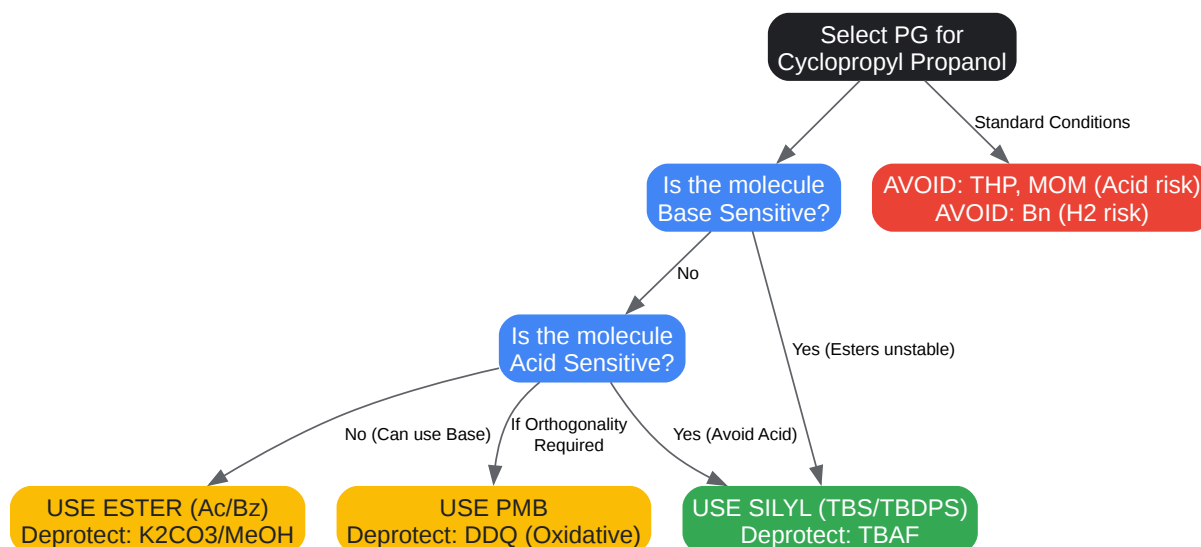 Select PG for
Cyclopropyl Propanol
Standard Conditions
Is the molecule
Base Sensitive?
AVOID: THP, MOM (Acid risk)
AVOID: Bn (H2 risk)
No
Is the molecule
Acid Sensitive?
Yes (Esters unstable)
No (Can use Base)
If Orthogonality
Required
Yes (Avoid Acid)
USE ESTER (Ac/Bz)
Deprotect: K2CO3/MeOH
USE PMB
Deprotect: DDQ (Oxidative)
USE SILYL (TBS/TBDPS)
Deprotect: TBAF